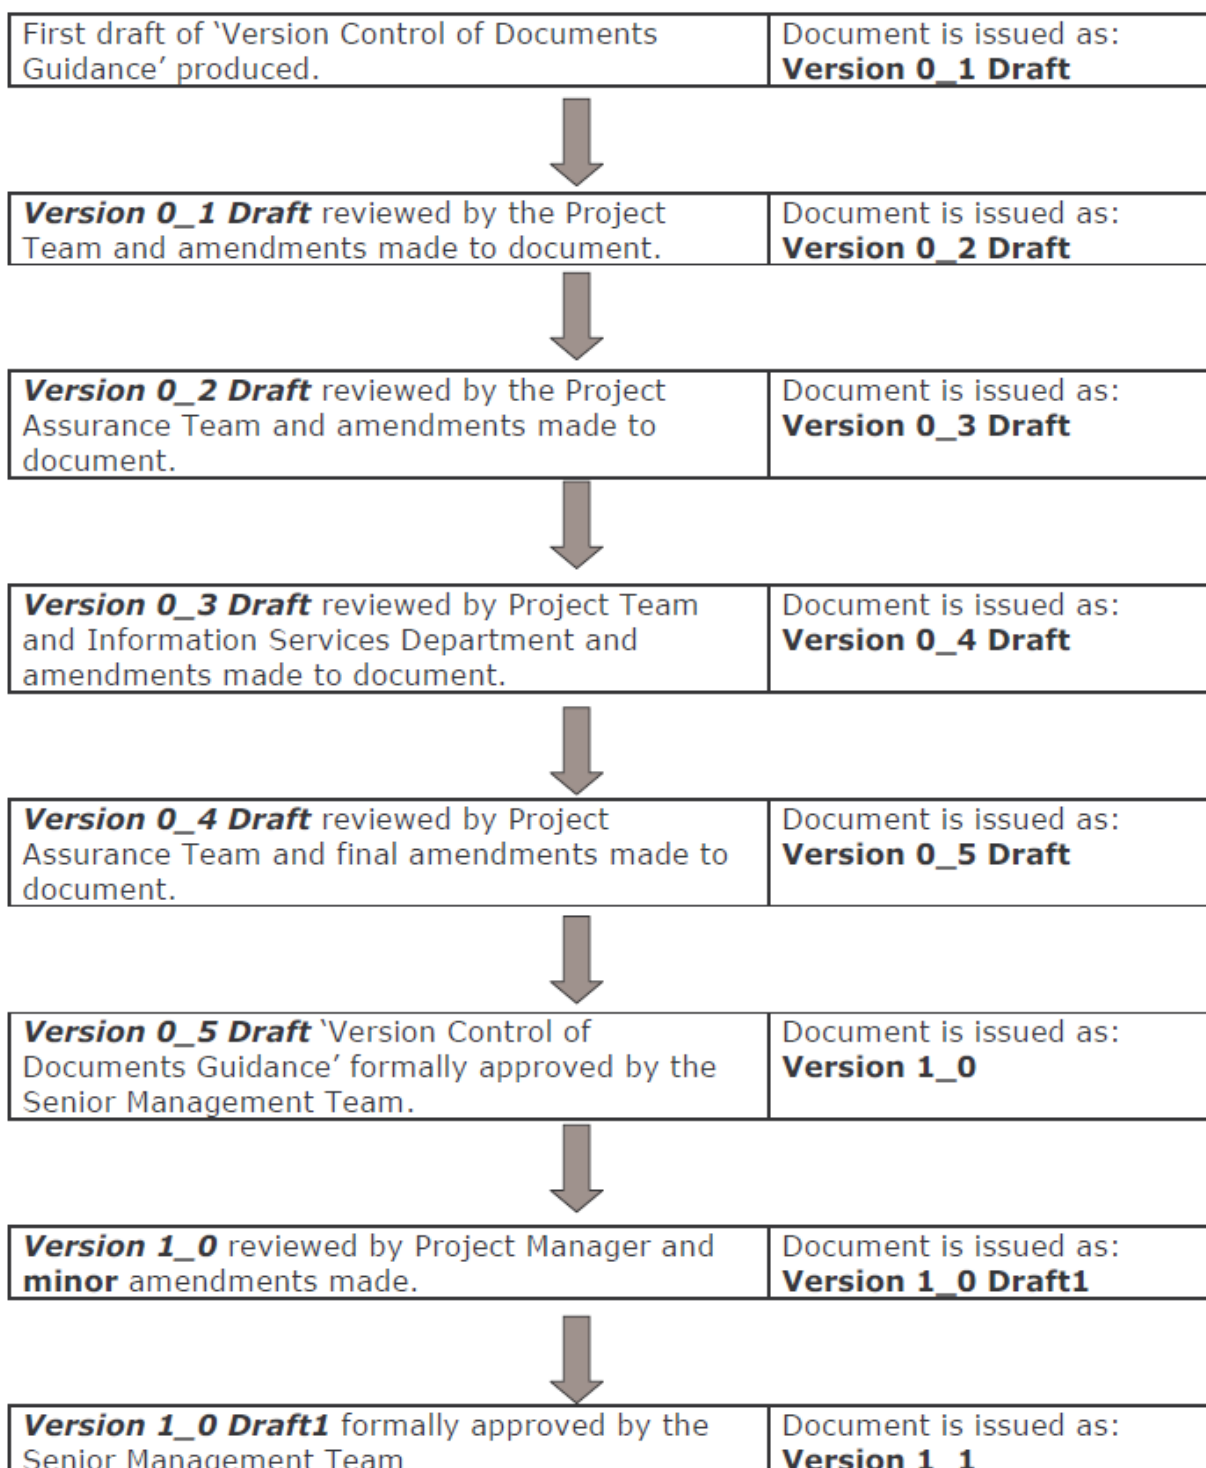 First draft of ‘Version Control of Documents
Guidance’ produced.
Document is issued as:
Version 0_1 Draft
Version 0_1 Draft reviewed by the Project
Team and amendments made to document.
Document is issued as:
Version 0_2 Draft
Version 0_2 Draft reviewed by the Project
Assurance Team and amendments made to
document.
Document is issued as:
Version 0_3 Draft
Version 0_3 Draft reviewed by Project Team
and Information Services Department and
amendments made to document.
Document is issued as:
Version 0_4 Draft
Version 0_4 Draft reviewed by Project
Assurance Team and final amendments made to
document.
Document is issued as:
Version 0_5 Draft
Version 0_5 Draft ‘Version Control of
Documents Guidance’ formally approved by the
Senior Management Team.
Document is issued as:
Version 1_0
Version 1_0 reviewed by Project Manager and
minor amendments made.
Document is issued as:
Version 1_0 Draft1
Version 1_0 Draft1 formally approved by the
Senior Management Team
Document is issued as:
Version 1_1